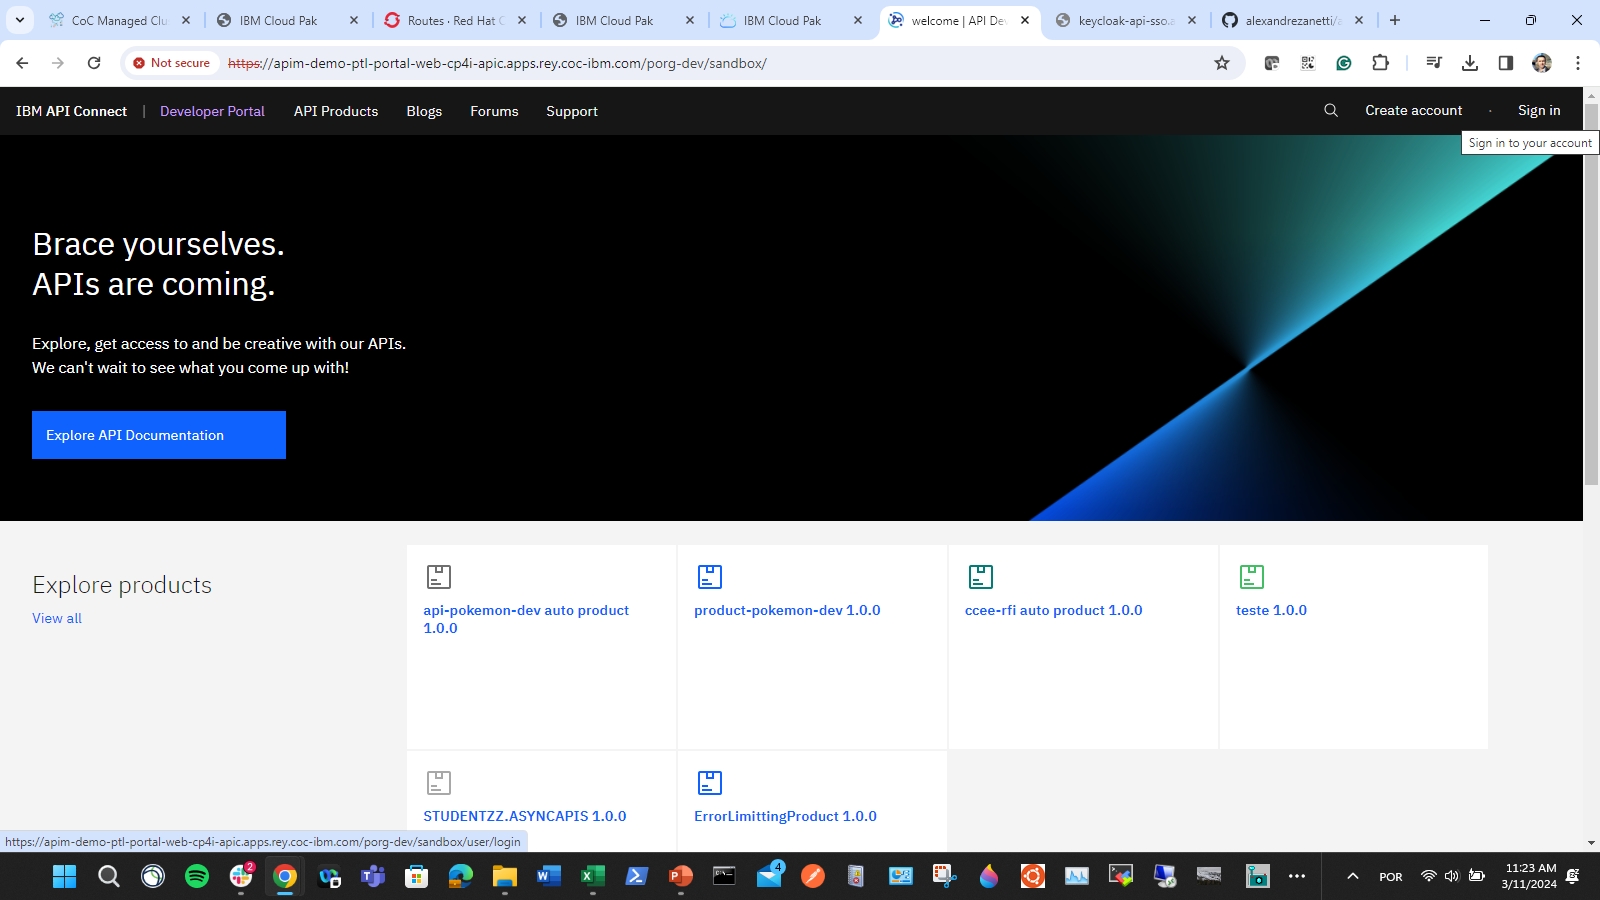 CoC Managed Clu
IBM Cloud Pak
Routes · Red Hat C
IBM Cloud Pak
IBM Cloud Pak
welcome | API De
keycloak-api-sso.a
alexandrezanetti/a
Not secure
https://apim-demo-ptl-portal-web-cp4i-apic.apps.rey.coc-ibm.com/porg-dev/sandbox/
IBM API Connect | Developer Portal
API Products
Blogs
Forums
Support
Create account
·
Sign in
Sign in to your account
Brace yourselves.
APIs are coming.
Explore, get access to and be creative with our APIs.
We can't wait to see what you come up with!
Explore API Documentation
Explore products
View all
api-pokemon-dev auto product
1.0.0
product-pokemon-dev 1.0.0
ccee-rfi auto product 1.0.0
teste 1.0.0
STUDENTZZ.ASYNCAPIS 1.0.0
ErrorLimittingProduct 1.0.0
https://apim-demo-ptl-portal-web-cp4i-apic.apps.rey.coc-ibm.com/porg-dev/sandbox/user/login
2
4
POR
11:23 AM
3/11/2024